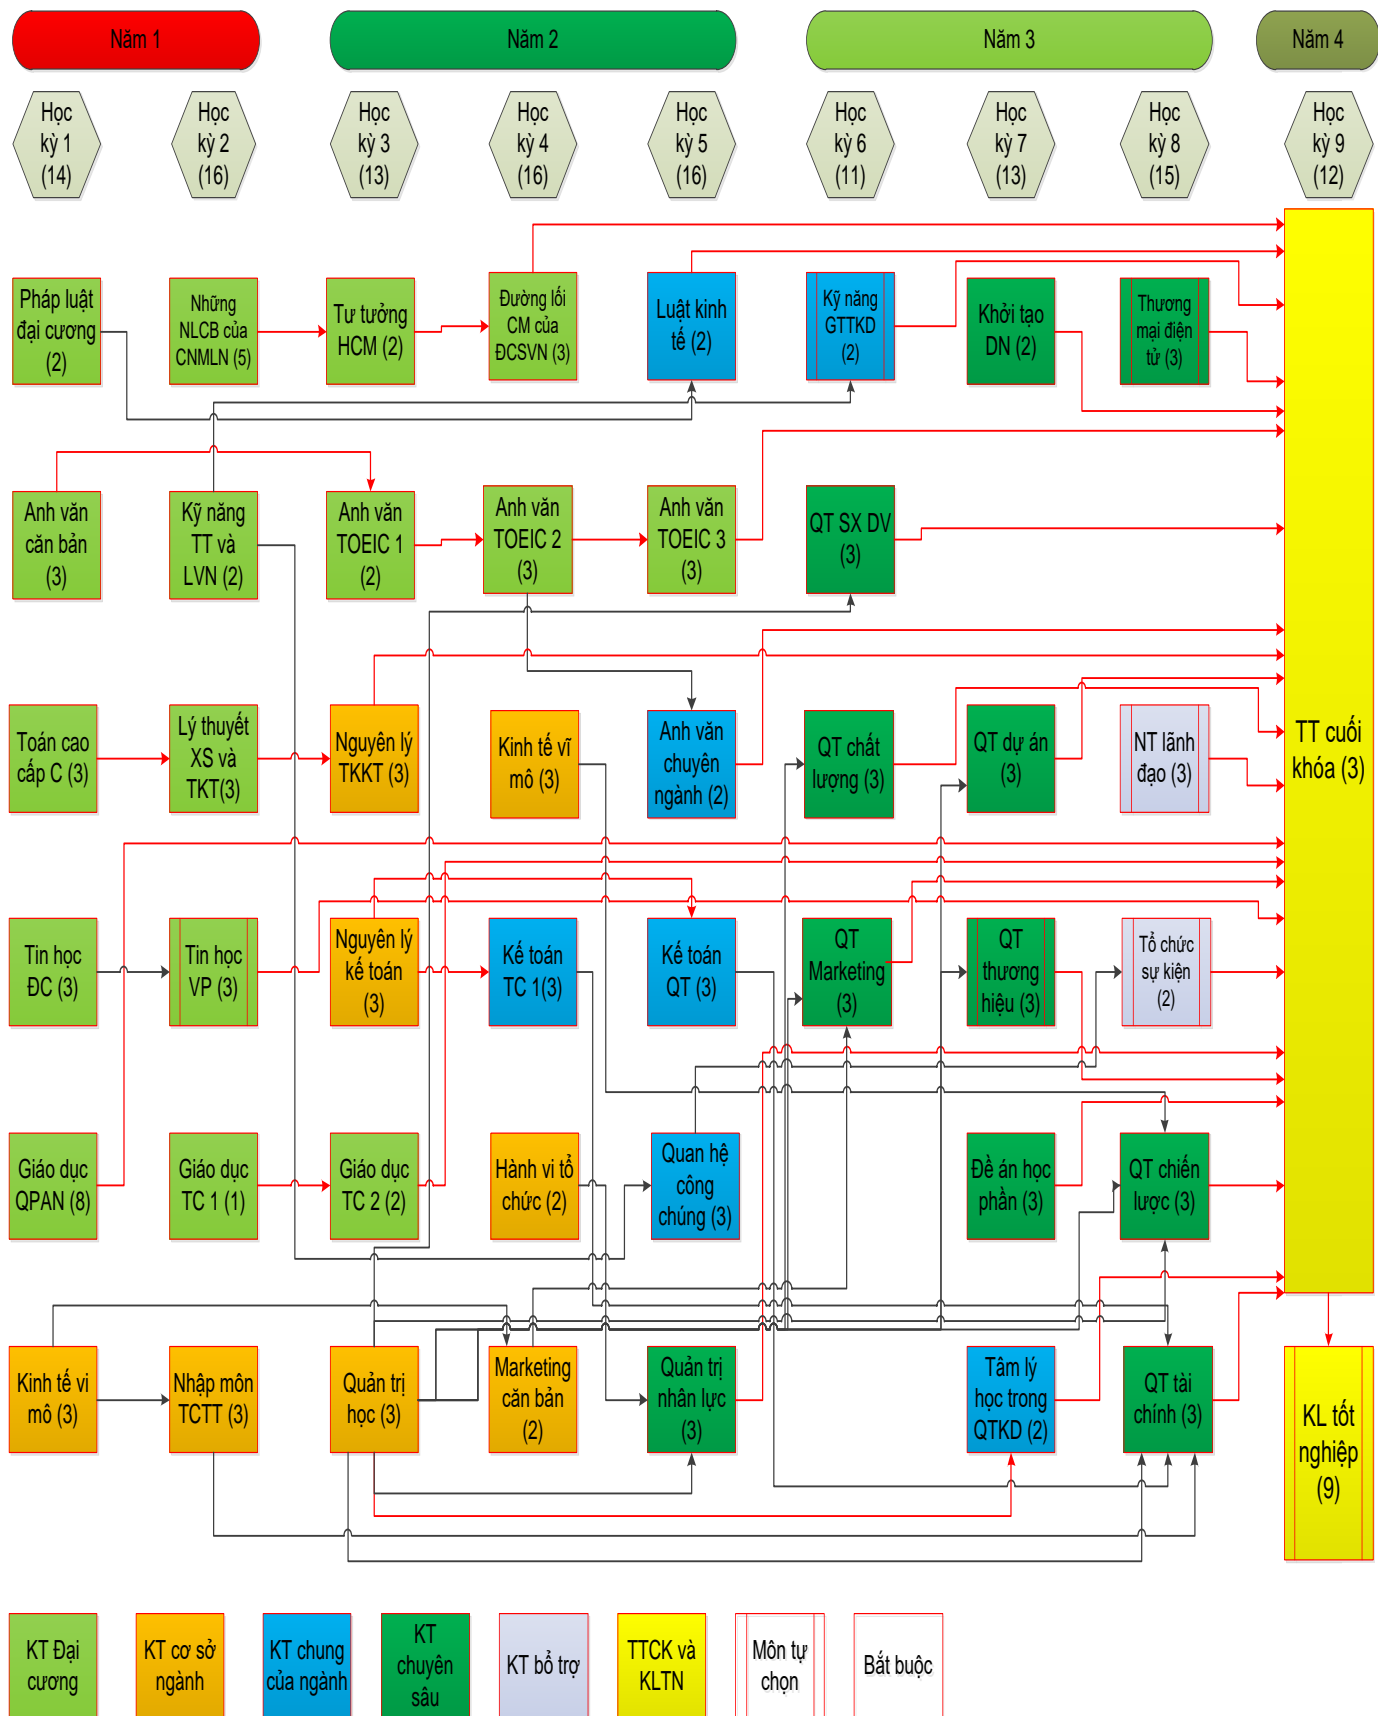 Năm 1
Năm 2
Năm 3
Năm 4
Học
kỳ 1
(14)
Học
kỳ 2
(16)
Học
kỳ 3
(13)
Học
kỳ 4
(16)
Học
kỳ 5
(16)
Học
kỳ 6
(11)
Học
kỳ 7
(13)
Học
kỳ 8
(15)
Học
kỳ 9
(12)
Pháp luật
đại cương
(2)
Những
NLCB của
CNMLN (5)
Tư tưởng
HCM (2)
Đường lối
CM của
ĐCSVN (3)
Luật kinh
tế (2)
Kỹ năng
GTTKD
(2)
Khởi tạo
DN (2)
Thương
mại điện
tử (3)
Anh văn
căn bản
(3)
Kỹ năng
TT và
LVN (2)
Anh văn
TOEIC 1
(2)
Anh văn
TOEIC 2
(3)
Anh văn
TOEIC 3
(3)
QT SX DV
(3)
Toán cao
cấp C (3)
Lý thuyết
XS và
TKT(3)
Nguyên lý
TKKT (3)
Kinh tế vĩ
mô (3)
Anh văn
chuyên
ngành (2)
QT chất
lượng (3)
QT dự án
(3)
NT lãnh
đạo (3)
TT cuối
khóa (3)
Tin học
ĐC (3)
Tin học
VP (3)
Nguyên lý
kế toán
(3)
Kế toán
TC 1(3)
Kế toán
QT (3)
QT
Marketing
(3)
QT
thương
hiệu (3)
Tổ chức
sự kiện
(2)
Giáo dục
QPAN (8)
Giáo dục
TC 1 (1)
Giáo dục
TC 2 (2)
Hành vi tổ
chức (2)
Quan hệ
công
chúng (3)
Đề án học
phần (3)
QT chiến
lược (3)
Kinh tế vi
mô (3)
Nhập môn
TCTT (3)
Quản trị
học (3)
Marketing
căn bản
(2)
Quản trị
nhân lực
(3)
Tâm lý
học trong
QTKD (2)
QT tài
chính (3)
KL tốt
nghiệp
(9)
KT Đại
cương
KT cơ sở
ngành
KT chung
của ngành
KT
chuyên
sâu
KT bổ trợ
TTCK và
KLTN
Môn tự
chọn
Bắt buộc